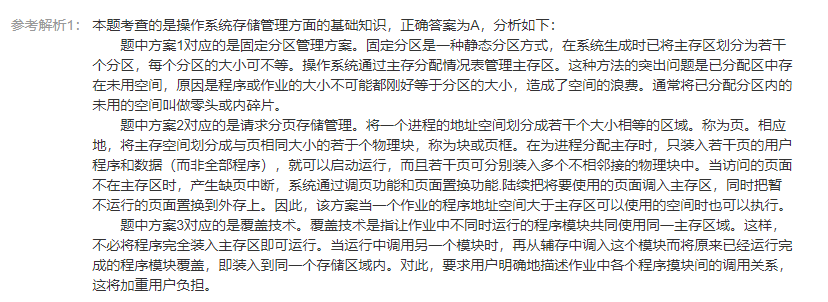 参考解析1： 本题考查的是操作系统存储管理方面的基础知识，正确答案为A，分析如下：
题中方案1对应的是固定分区管理方案。固定分区是一种静态分区方式，在系统生成时已将主存区划分为若干
个分区，每个分区的大小可不等。操作系统通过主存分配情况表管理主存区。这种方法的突出问题是已分配区中存
在未用空间，原因是程序或作业的大小不可能都刚好等于分区的大小，造成了空间的浪费。通常将已分配分区内的
未用的空间叫做零头或内碎片。
题中方案2对应的是请求分页存储管理。将一个进程的地址空间划分成若干个大小相等的区域。称为页。相应
地，将主存空间划分成与页相同大小的若干个物理块，称为块或页框。在为进程分配主存时，只装入若干页的用户
程序和数据（而非全部程序），就可以启动运行，而且若干页可分别装入多个不相邻接的物理块中。当访问的页面
不在主存区时，产生缺页中断，系统通过调页功能和页面置换功能.陆续把将要使用的页面调入主存区，同时把暂
不运行的页面置换到外存上。因此，该方案当一个作业的程序地址空间大于主存区可以使用的空间时也可以执行。
题中方案3对应的是覆盖技术。覆盖技术是指让作业中不同时运行的程序模块共同使用同一主存区域。这样，
不必将程序完全装入主存区即可运行。当运行中调用另一个模块时，再从辅存中调入这个模块而将原来已经运行完
成的程序模块覆盖，即装入到同一个存储区域内。对此，要求用户明确地描述作业中各个程序摸块间的调用关系，
这将加重用户负担。